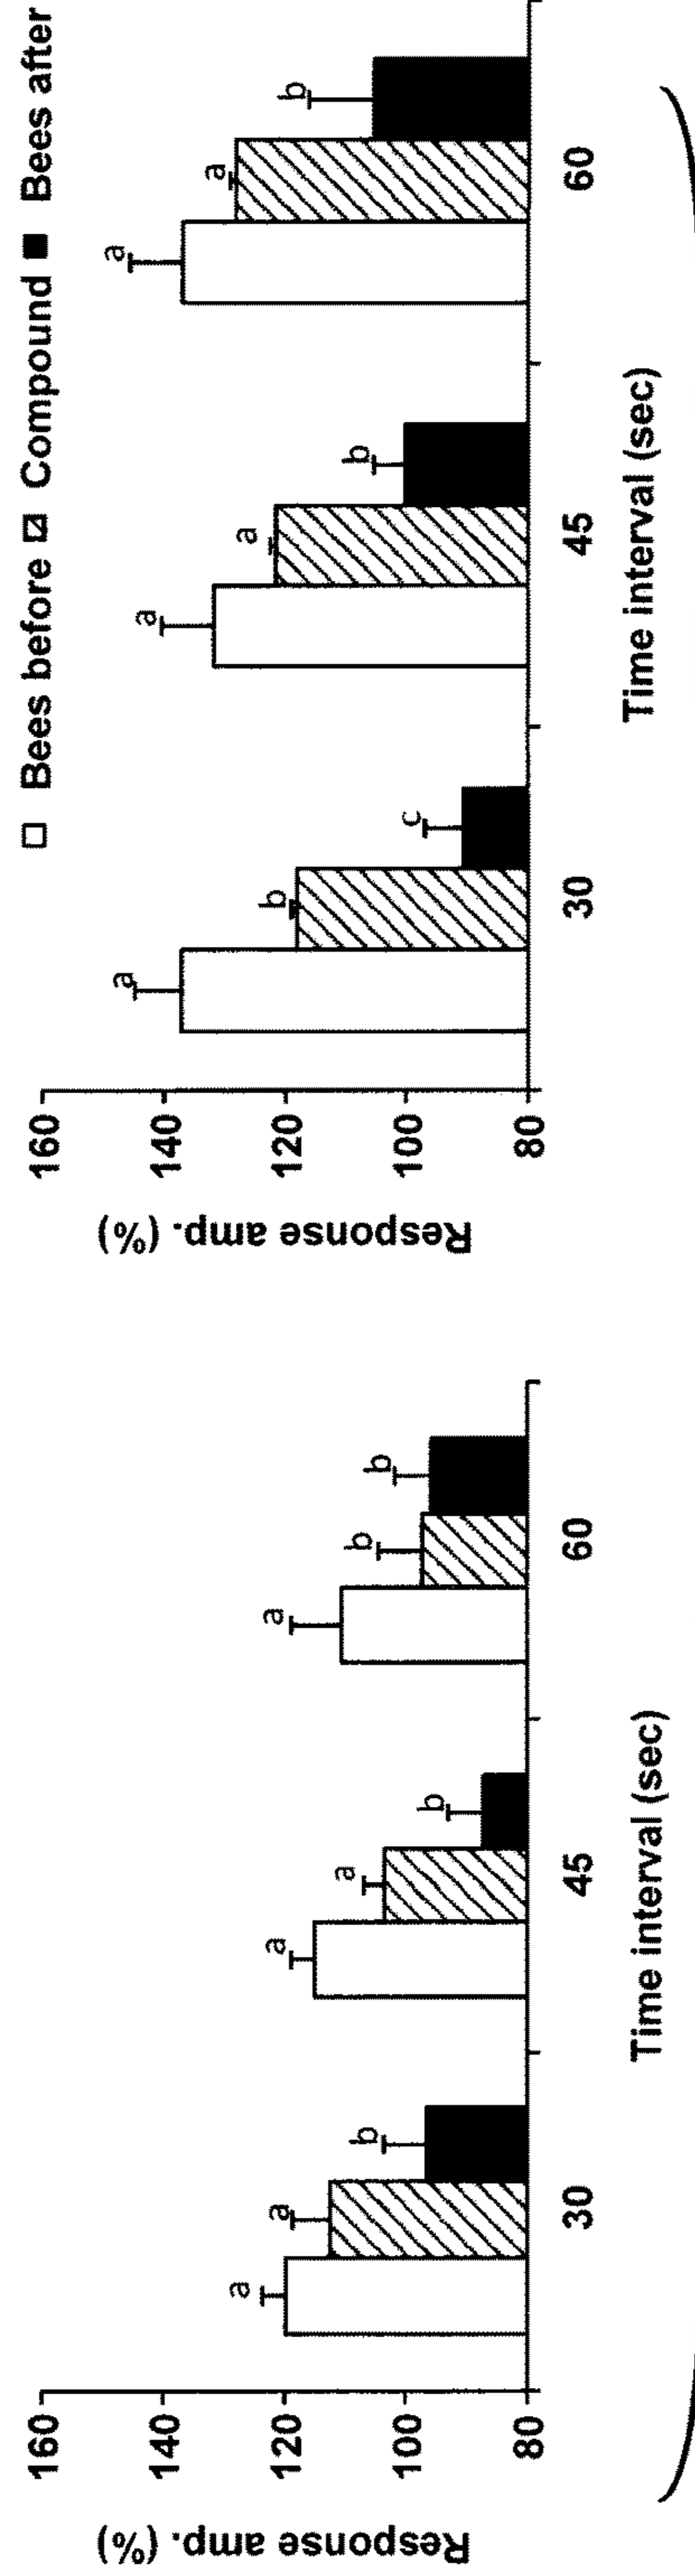 Bees before Compound Bees after
160
140
120
100
80
Response amp. (%)
a a b
a a b
a b b
30 45 60
Time interval (sec)
160
140
120
100
80
Response amp. (%)
a b c
a a b
a a b
30 45 60
Time interval (sec)